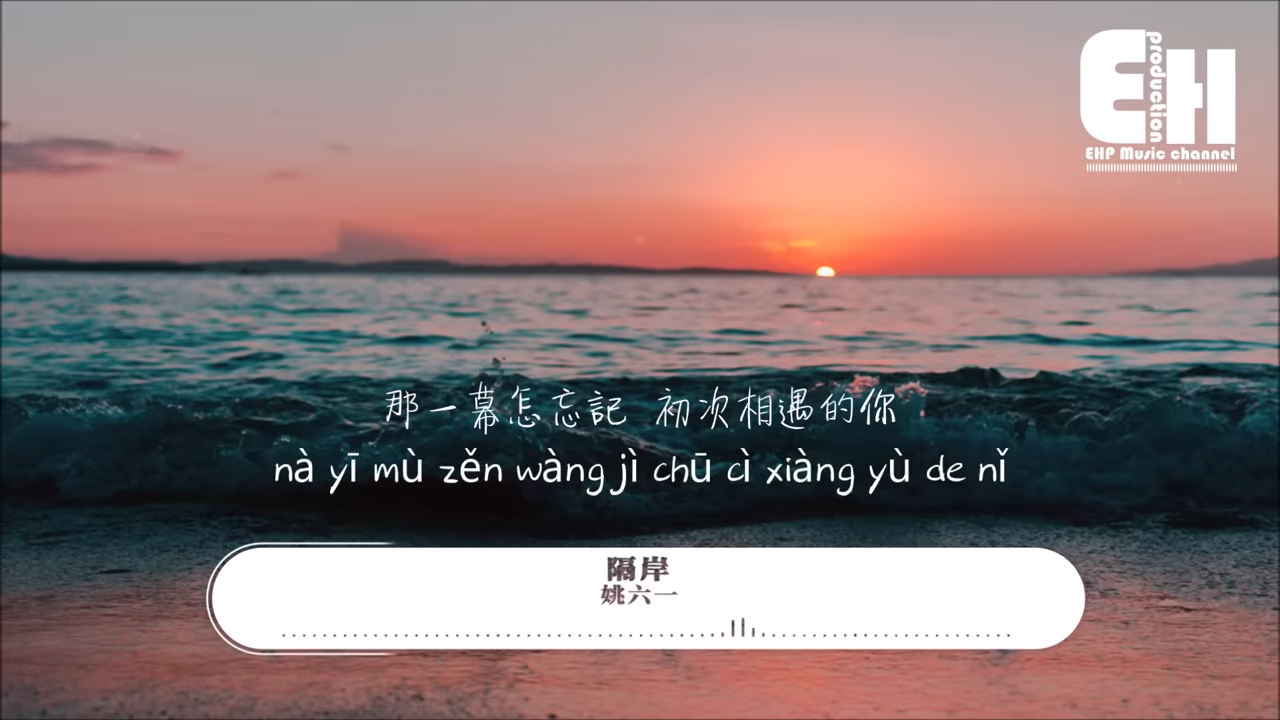 EH
production
EHP Music channel
那一幕怎忘記 初次相遇的你
nà yī mù zěn wàng jì chū cì xiàng yù de nǐ
隔岸
姚六一